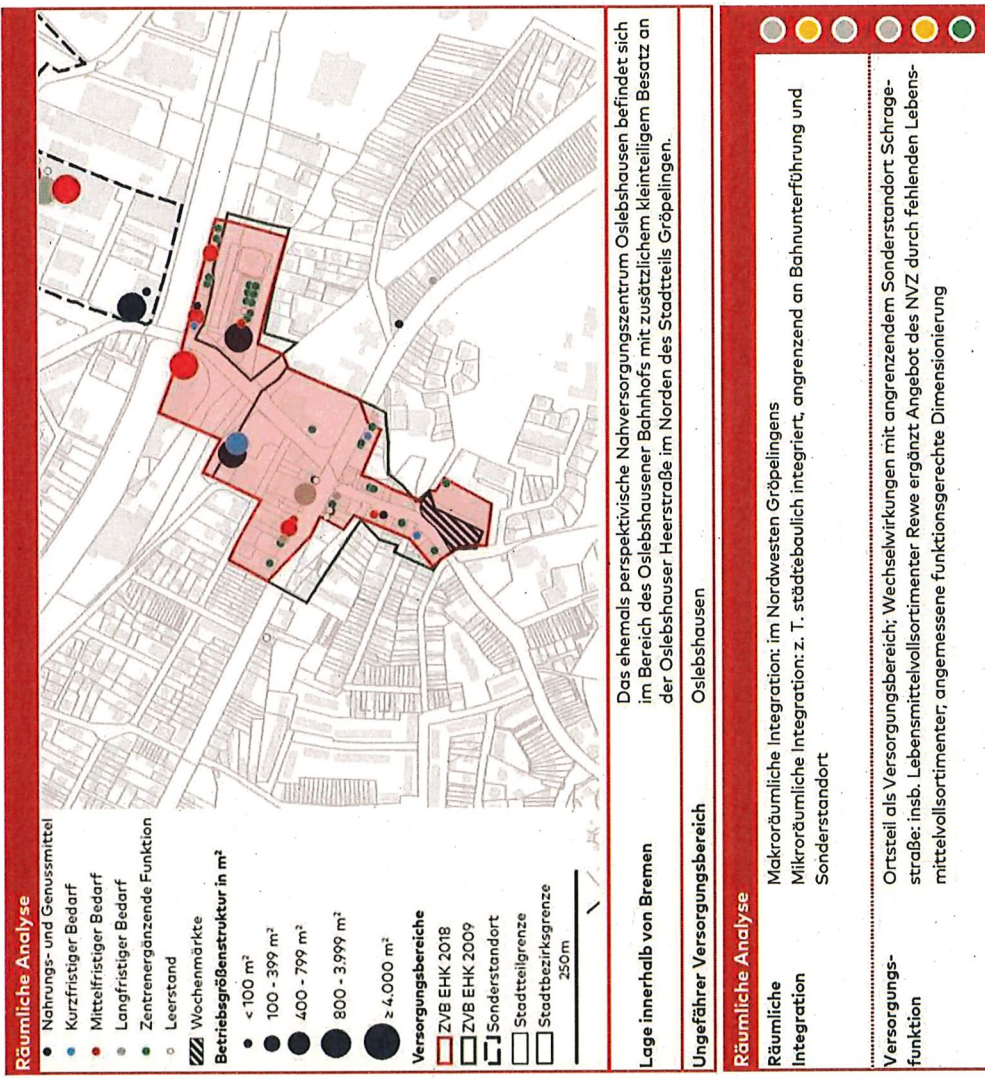 Räumliche Analyse
Nahrungs- und Genussmittel
Kurzfristiger Bedarf
Mittelfristiger Bedarf
Langfristiger Bedarf
Zentrenergänzende Funktion
Leerstand
Wochenmärkte
Betriebsgrößenstruktur in m²
< 100 m²
100 - 399 m²
400 - 799 m²
800 - 3.999 m²
≥ 4.000 m²
Versorgungsbereiche
ZVB EHK 2018
ZVB EHK 2009
Sonderstandort
Stadtteilgrenze
Stadtbezirksgrenze
250m
Lage innerhalb von Bremen
Das ehemals perspektivische Nahversorgungszentrum Oslebshausen befindet sich
im Bereich des Oslebshausener Bahnhofs mit zusätzlichem kleinteiligem Besatz an
der Oslebshauser Heerstraße im Norden des Stadtteils Gröpelingen.
Ungefährer Versorgungsbereich
Oslebshausen
Räumliche Analyse
Räumliche
Integration
Makroräumliche Integration: im Nordwesten Gröpelingens
Mikroräumliche Integration: z. T. städtebaulich integriert, angrenzend an Bahnunterführung und
Sonderstandort
Versorgungs-
funktion
Ortsteil als Versorgungsbereich; Wechselwirkungen mit angrenzendem Sonderstandort Schrage-
straße: insb. Lebensmittelvollsortimenter Rewe ergänzt Angebot des NVZ durch fehlenden Lebens-
mittelvollsortimenter; angemessene funktionsgerechte Dimensionierung